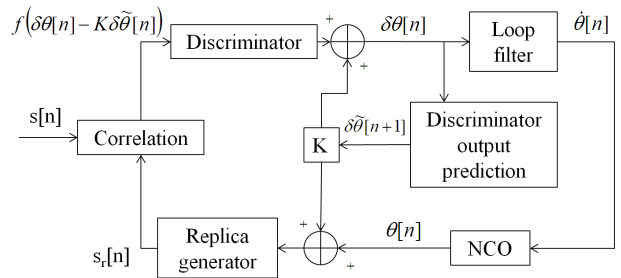 f(δθ[n] − Kδθ̃[n])
Discriminator
+
+
δθ[n]
Loop
filter
θ̇[n]
s[n]
Correlation
K
δθ̃[n+1]
Discriminator
output
prediction
+
+
s_r[n]
Replica
generator
θ[n]
NCO